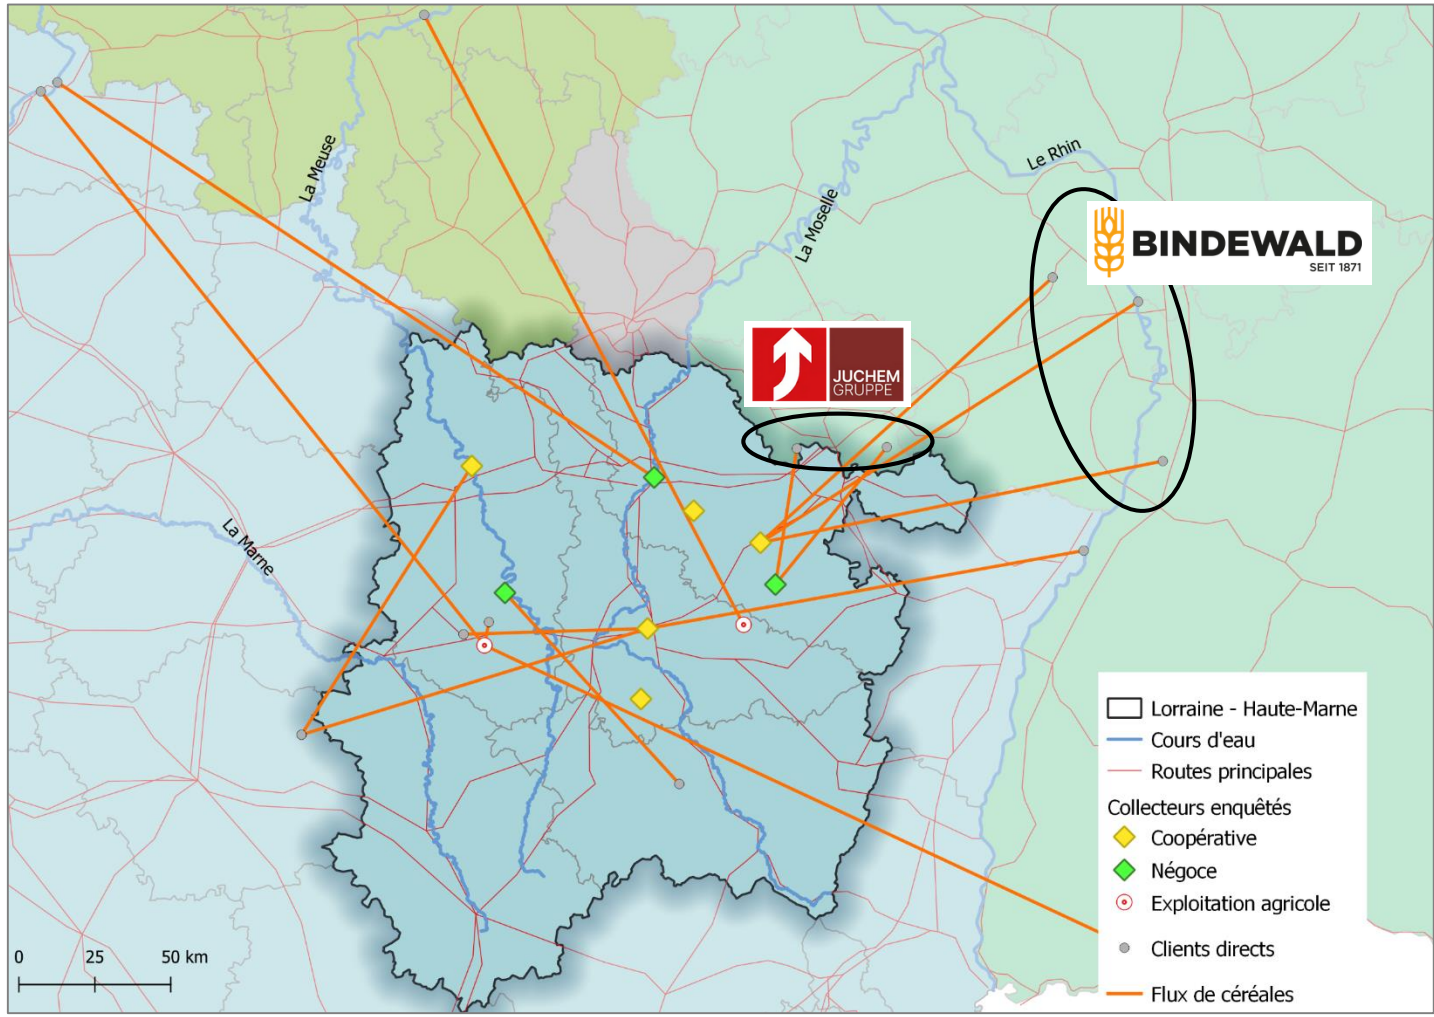 La Meuse
Le Rhin
La Moselle
BINDEWALD
SEIT 1871
JUCHEM
GRUPPE
La Marne
Lorraine - Haute-Marne
Cours d'eau
Routes principales
Collecteurs enquêtés
Coopérative
Négoce
Exploitation agricole
Clients directs
Flux de céréales
0 25 50 km